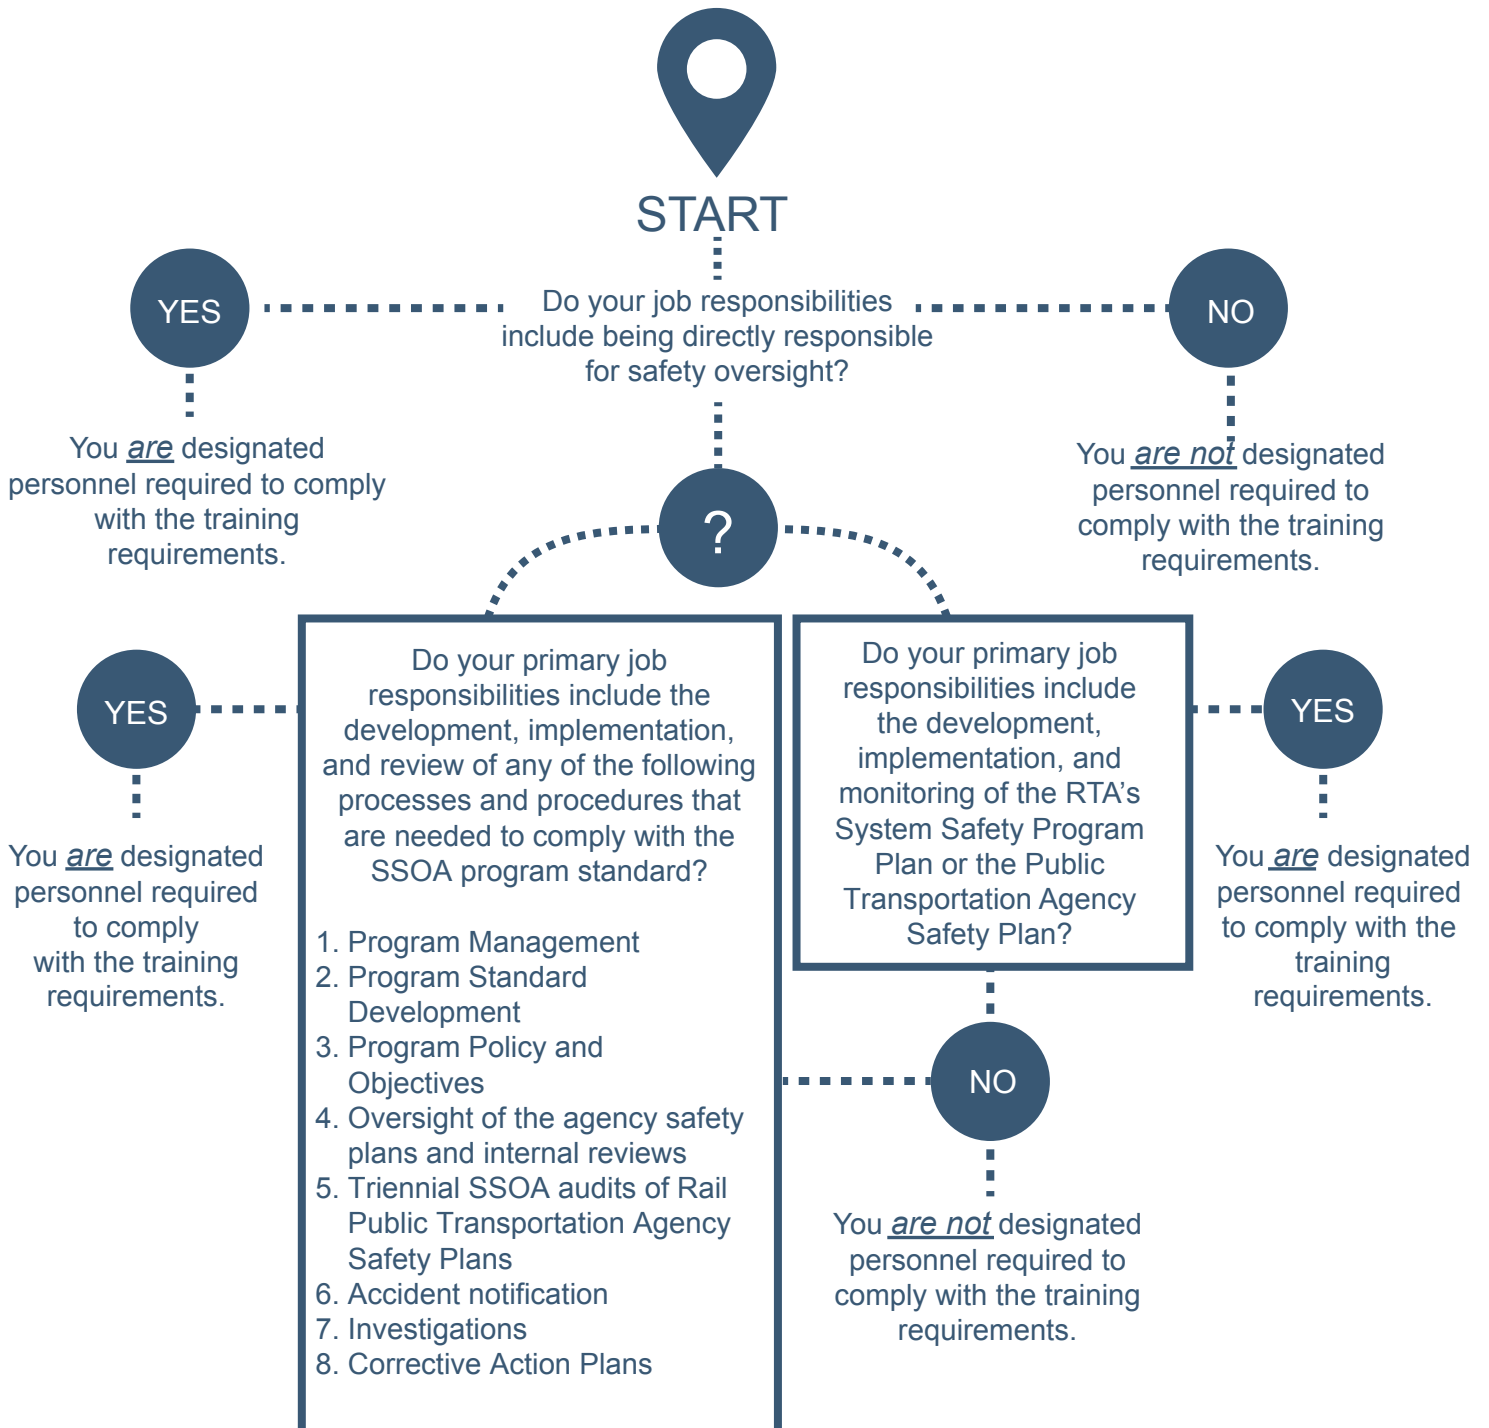 START
YES
Do your job responsibilities
include being directly responsible
for safety oversight?
NO
You are designated
personnel required to comply
with the training
requirements.
You are not designated
personnel required to
comply with the training
requirements.
?
YES
You are designated
personnel required
to comply
with the training
requirements.
Do your primary job
responsibilities include the
development, implementation,
and review of any of the following
processes and procedures that
are needed to comply with the
SSOA program standard?
1. Program Management
2. Program Standard
Development
3. Program Policy and
Objectives
4. Oversight of the agency safety
plans and internal reviews
5. Triennial SSOA audits of Rail
Public Transportation Agency
Safety Plans
6. Accident notification
7. Investigations
8. Corrective Action Plans
Do your primary job
responsibilities include
the development,
implementation, and
monitoring of the RTA's
System Safety Program
Plan or the Public
Transportation Agency
Safety Plan?
YES
You are designated
personnel required
to comply with the
training
requirements.
NO
You are not designated
personnel required to
comply with the training
requirements.